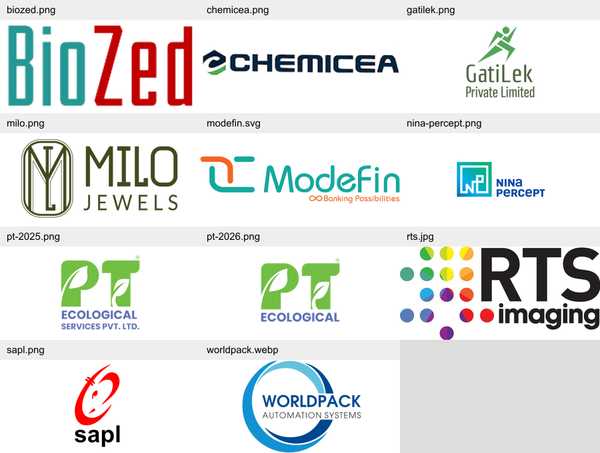 biozed.png
chemicea.png
gatilek.png
BioZed
CHEMICEA
GatiLek
Private Limited
milo.png
modefin.svg
nina-percept.png
M
MILO
JEWELS
ModeFin
Banking Possibilities
NP
NINA
PERCEPT
pt-2025.png
pt-2026.png
rts.jpg
PT
ECOLOGICAL
SERVICES PVT. LTD.
PT
ECOLOGICAL
RTS
imaging
sapl.png
worldpack.webp
sapl
WORLDPACK
AUTOMATION SYSTEMS